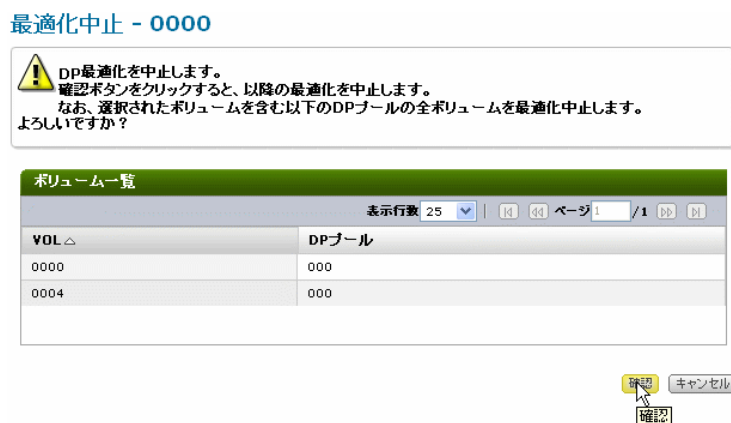 最適化中止 - 0000
DP最適化を中止します。
確認ボタンをクリックすると、以降の最適化を中止します。
なお、選択されたボリュームを含む以下のDPプールの全ボリュームを最適化中止します。
よろしいですか？
ボリューム一覧
表示行数 25 | ページ 1 /1
VOL DPプール
0000 000
0004 000
確認 キャンセル
確認